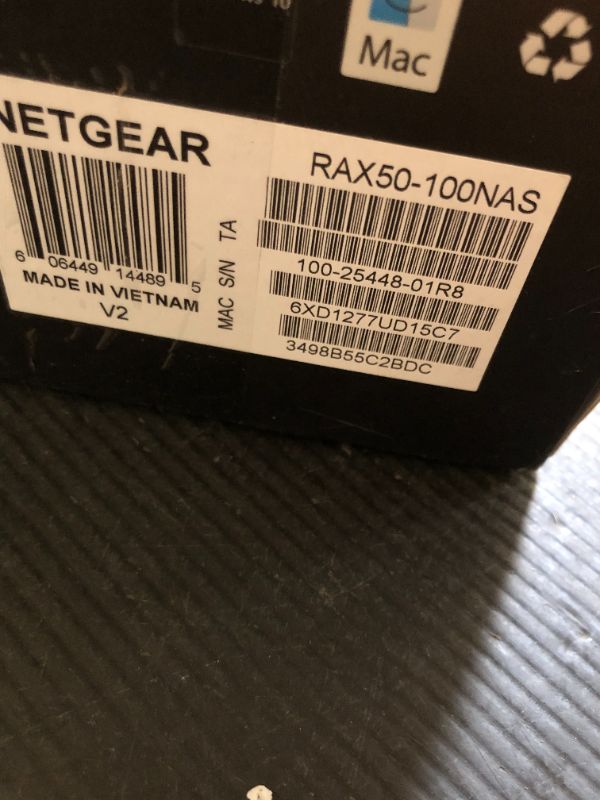 Mac
NETGEAR
RAX50-100NAS
6 06449 14489 5
MADE IN VIETNAM
V2
MAC S/N TA
100-25448-01R8
6XD1277UD15C7
3498B55C2BDC